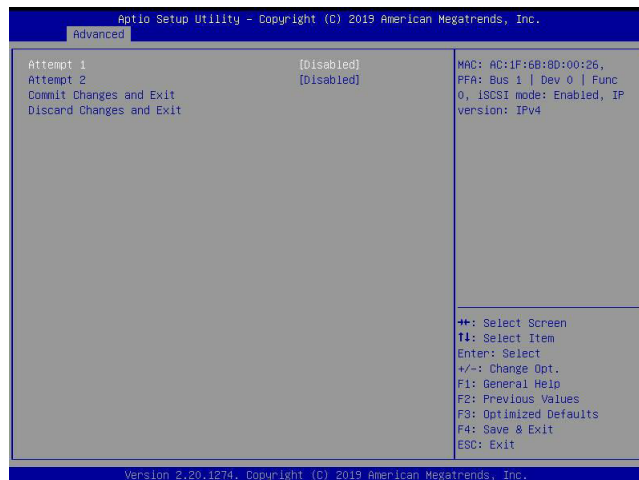 Aptio Setup Utility – Copyright (C) 2019 American Megatrends, Inc.
Advanced
Attempt 1 [Disabled]
Attempt 2 [Disabled]
Commit Changes and Exit
Discard Changes and Exit
MAC: AC:1F:6B:8D:00:26,
PFA: Bus 1 | Dev 0 | Func
0, iSCSI mode: Enabled, IP
version: IPv4
→←: Select Screen
↑↓: Select Item
Enter: Select
+/-: Change Opt.
F1: General Help
F2: Previous Values
F3: Optimized Defaults
F4: Save & Exit
ESC: Exit
Version 2.20.1274. Copyright (C) 2019 American Megatrends, Inc.